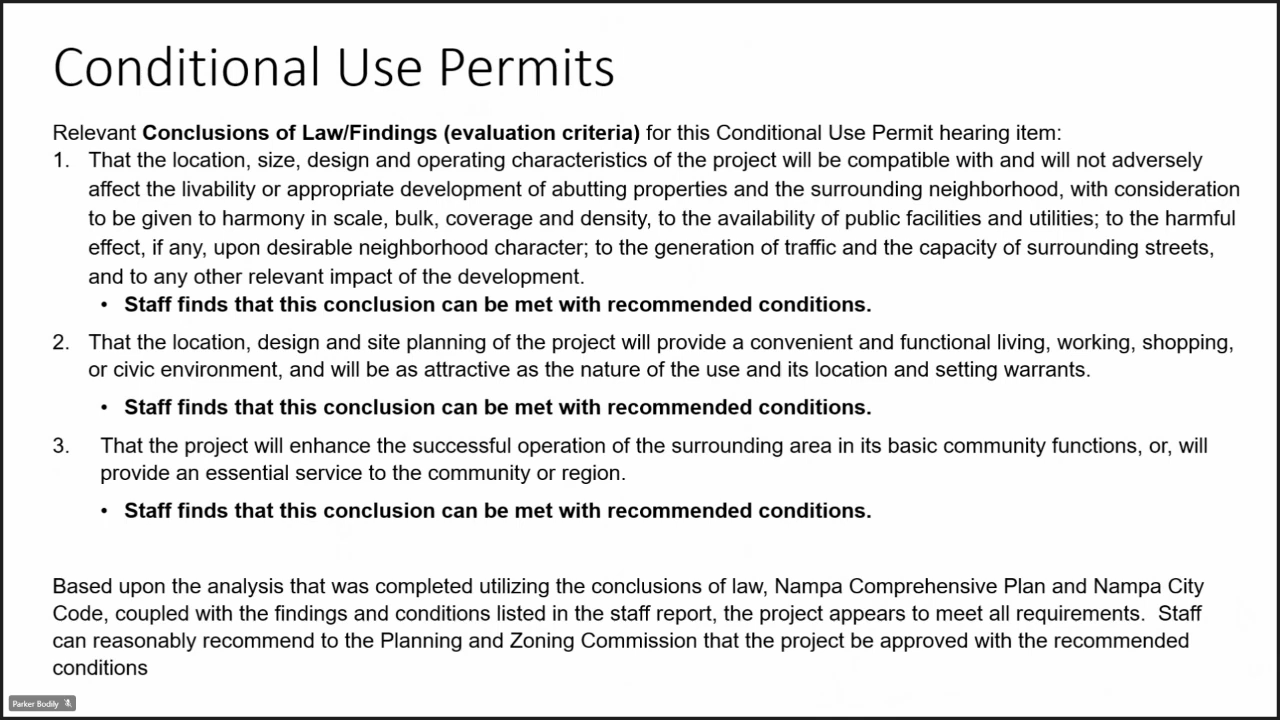 Conditional Use Permits
Relevant Conclusions of Law/Findings (evaluation criteria) for this Conditional Use Permit hearing item:
1. That the location, size, design and operating characteristics of the project will be compatible with and will not adversely
affect the livability or appropriate development of abutting properties and the surrounding neighborhood, with consideration
to be given to harmony in scale, bulk, coverage and density, to the availability of public facilities and utilities; to the harmful
effect, if any, upon desirable neighborhood character; to the generation of traffic and the capacity of surrounding streets,
and to any other relevant impact of the development.
• Staff finds that this conclusion can be met with recommended conditions.
2. That the location, design and site planning of the project will provide a convenient and functional living, working, shopping,
or civic environment, and will be as attractive as the nature of the use and its location and setting warrants.
• Staff finds that this conclusion can be met with recommended conditions.
3. That the project will enhance the successful operation of the surrounding area in its basic community functions, or, will
provide an essential service to the community or region.
• Staff finds that this conclusion can be met with recommended conditions.
Based upon the analysis that was completed utilizing the conclusions of law, Nampa Comprehensive Plan and Nampa City
Code, coupled with the findings and conditions listed in the staff report, the project appears to meet all requirements.  Staff
can reasonably recommend to the Planning and Zoning Commission that the project be approved with the recommended
conditions
Parker Bodily